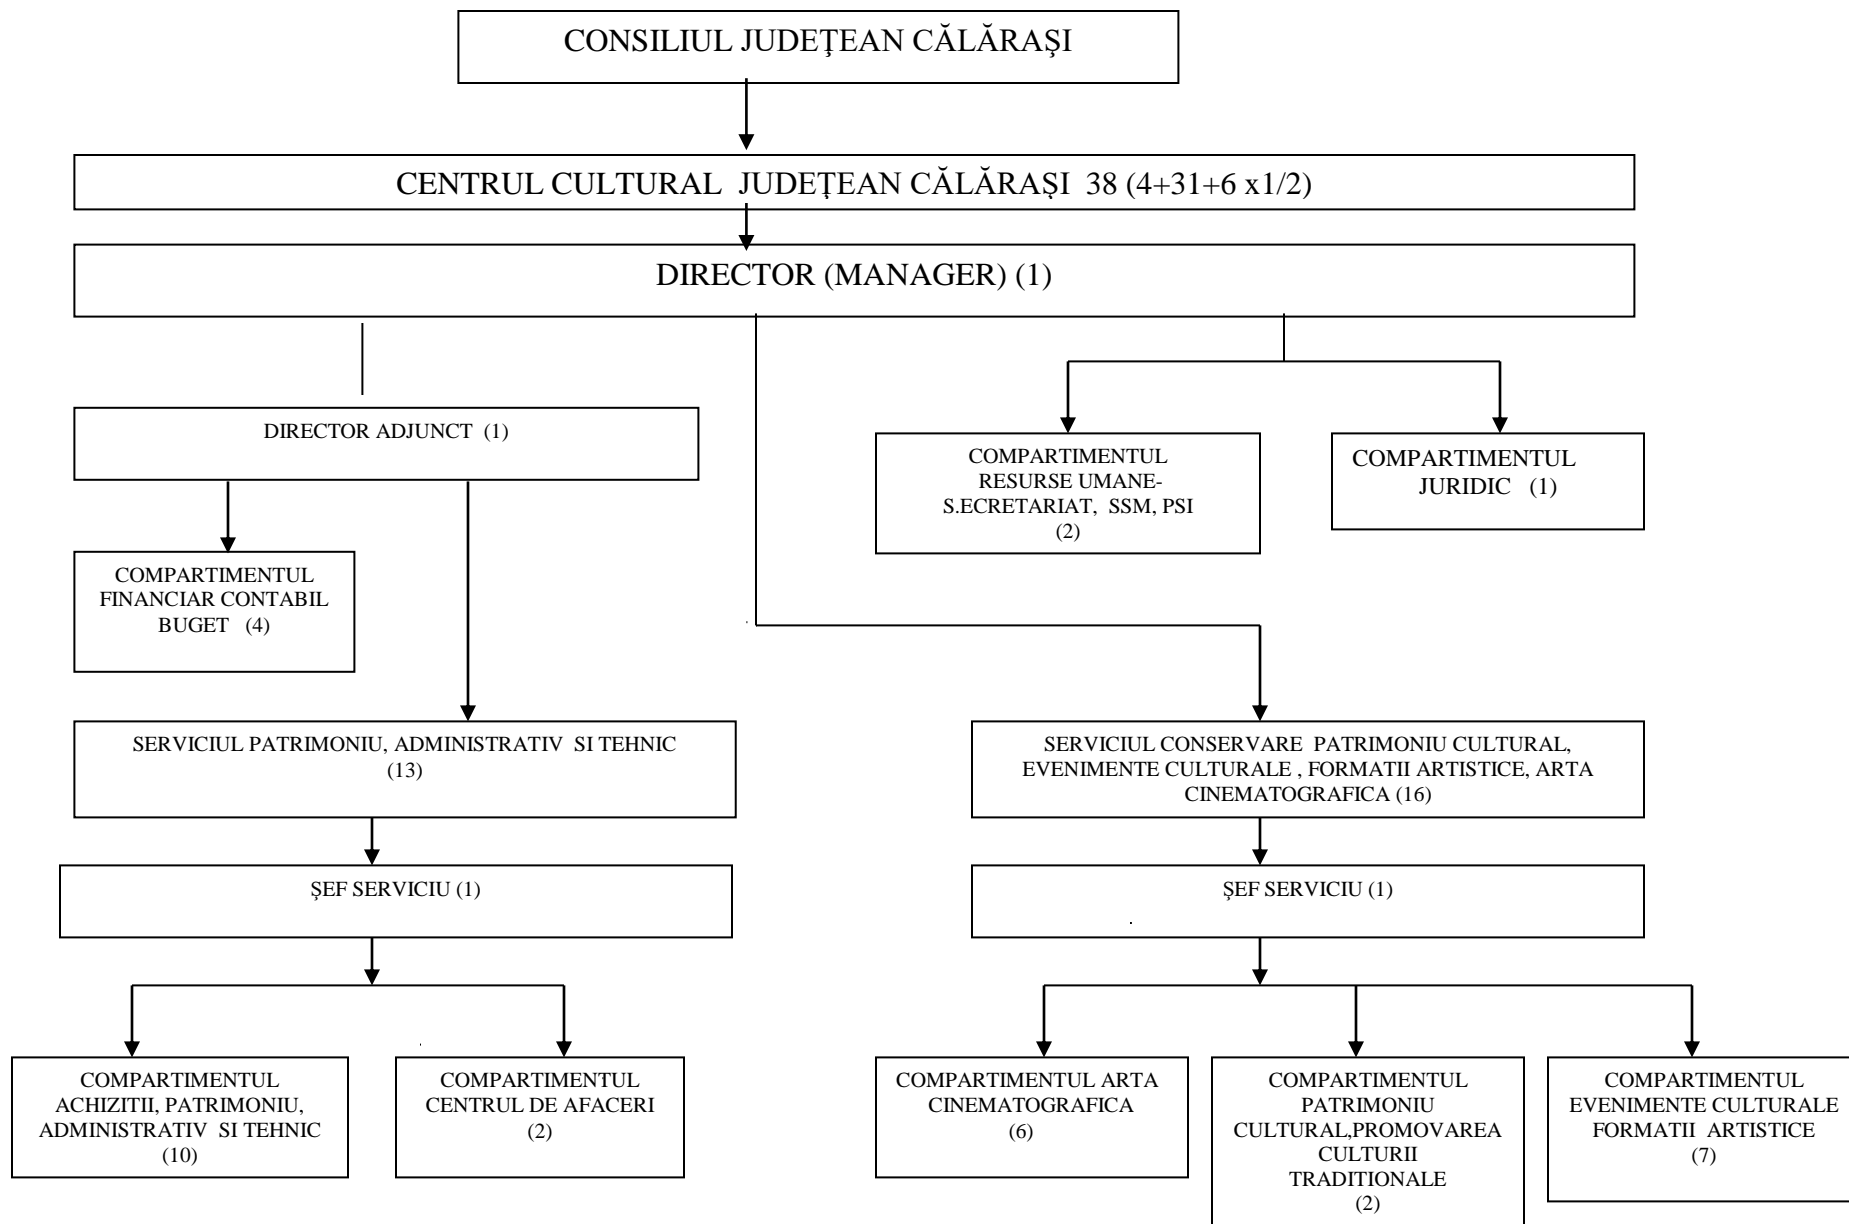 CONSILIUL JUDEŢEAN CĂLĂRAŞI
CENTRUL CULTURAL JUDEŢEAN CĂLĂRAŞI 38 (4+31+6 x1/2)
DIRECTOR (MANAGER) (1)
DIRECTOR ADJUNCT (1)
COMPARTIMENTUL
RESURSE UMANE-
S.ECRETARIAT, SSM, PSI
(2)
COMPARTIMENTUL
JURIDIC (1)
COMPARTIMENTUL
FINANCIAR CONTABIL
BUGET (4)
SERVICIUL PATRIMONIU, ADMINISTRATIV SI TEHNIC
(13)
SERVICIUL CONSERVARE PATRIMONIU CULTURAL,
EVENIMENTE CULTURALE , FORMATII ARTISTICE, ARTA
CINEMATOGRAFICA (16)
ŞEF SERVICIU (1)
ŞEF SERVICIU (1)
COMPARTIMENTUL
ACHIZITII, PATRIMONIU,
ADMINISTRATIV SI TEHNIC
(10)
COMPARTIMENTUL
CENTRUL DE AFACERI
(2)
COMPARTIMENTUL ARTA
CINEMATOGRAFICA
(6)
COMPARTIMENTUL
PATRIMONIU
CULTURAL,PROMOVAREA
CULTURII
TRADITIONALE
(2)
COMPARTIMENTUL
EVENIMENTE CULTURALE
FORMATII ARTISTICE
(7)